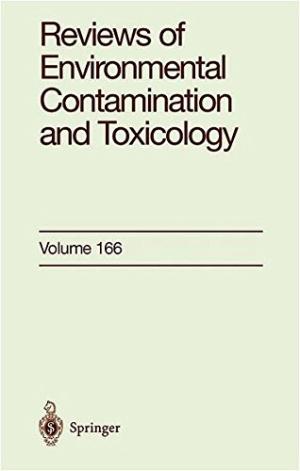 Reviews of
Environmental
Contamination
and Toxicology
Volume 166
Springer